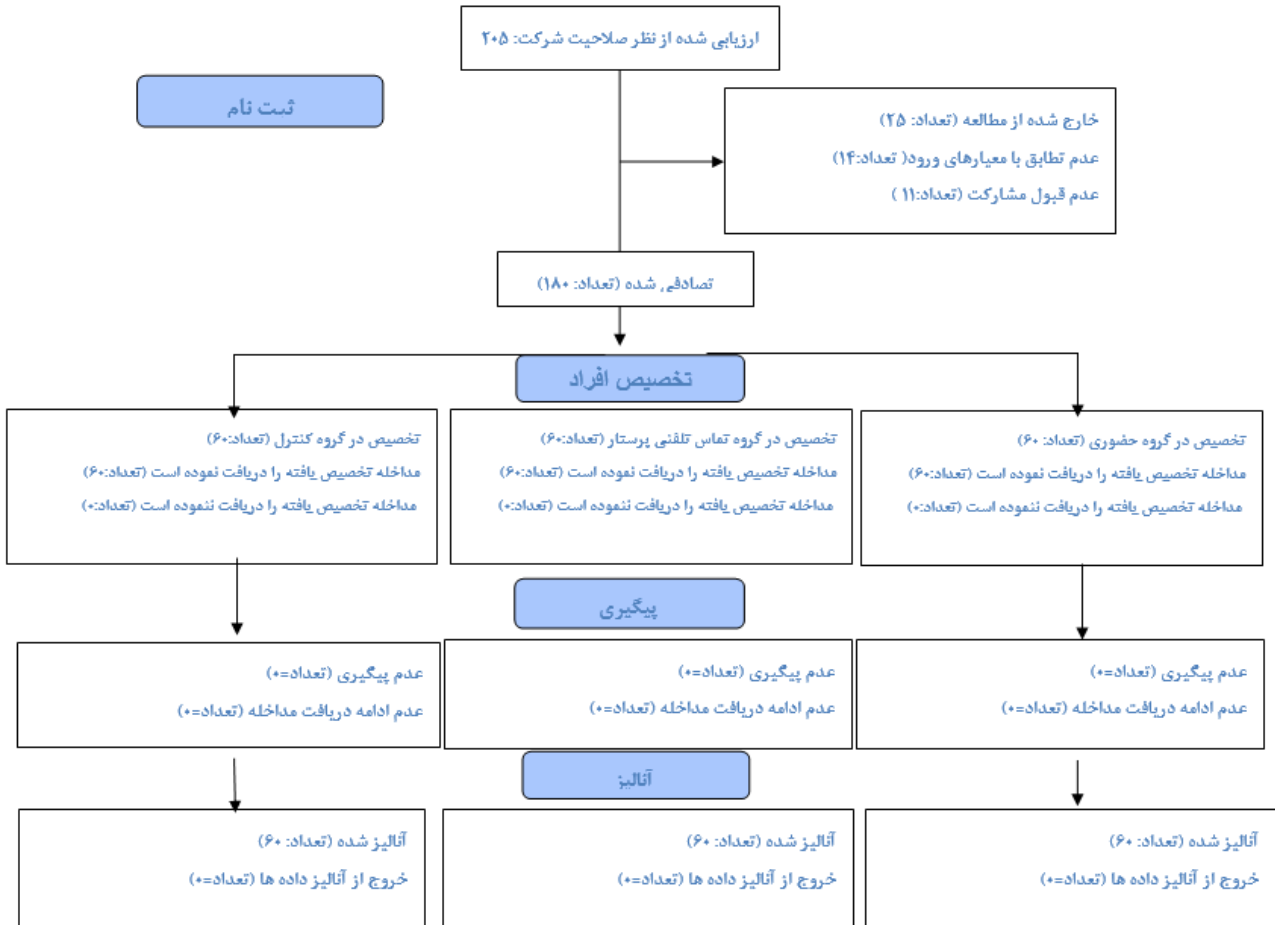 ارزیابی شده از نظر صلاحیت شرکت: ۲۰۵
ثبت نام
خارج شده از مطالعه (تعداد: ۲۵)
عدم تطابق با معیارهای ورود( تعداد:۱۴)
عدم قبول مشارکت (تعداد:۱۱ )
تصادفی شده (تعداد: ۱۸۰)
تخصیص افراد
تخصیص در گروه حضوری (تعداد: ۶۰)
مداخله تخصیص یافته را دریافت نموده است (تعداد:۶۰)
مداخله تخصیص یافته را دریافت ننموده است (تعداد:۰)
تخصیص در گروه تماس تلفنی پرستار (تعداد:۶۰)
مداخله تخصیص یافته را دریافت نموده است (تعداد:۶۰)
مداخله تخصیص یافته را دریافت ننموده است (تعداد:۰)
تخصیص در گروه کنترل (تعداد:۶۰)
مداخله تخصیص یافته را دریافت نموده است (تعداد:۶۰)
مداخله تخصیص یافته را دریافت ننموده است (تعداد:۰)
پیگیری
عدم پیگیری (تعداد=۰)
عدم ادامه دریافت مداخله (تعداد=۰)
عدم پیگیری (تعداد=۰)
عدم ادامه دریافت مداخله (تعداد=۰)
عدم پیگیری (تعداد=۰)
عدم ادامه دریافت مداخله (تعداد=۰)
آنالیز
آنالیز شده (تعداد: ۶۰)
خروج از آنالیز داده ها (تعداد=۰)
آنالیز شده (تعداد: ۶۰)
خروج از آنالیز داده ها (تعداد=۰)
آنالیز شده (تعداد: ۶۰)
خروج از آنالیز داده ها (تعداد=۰)